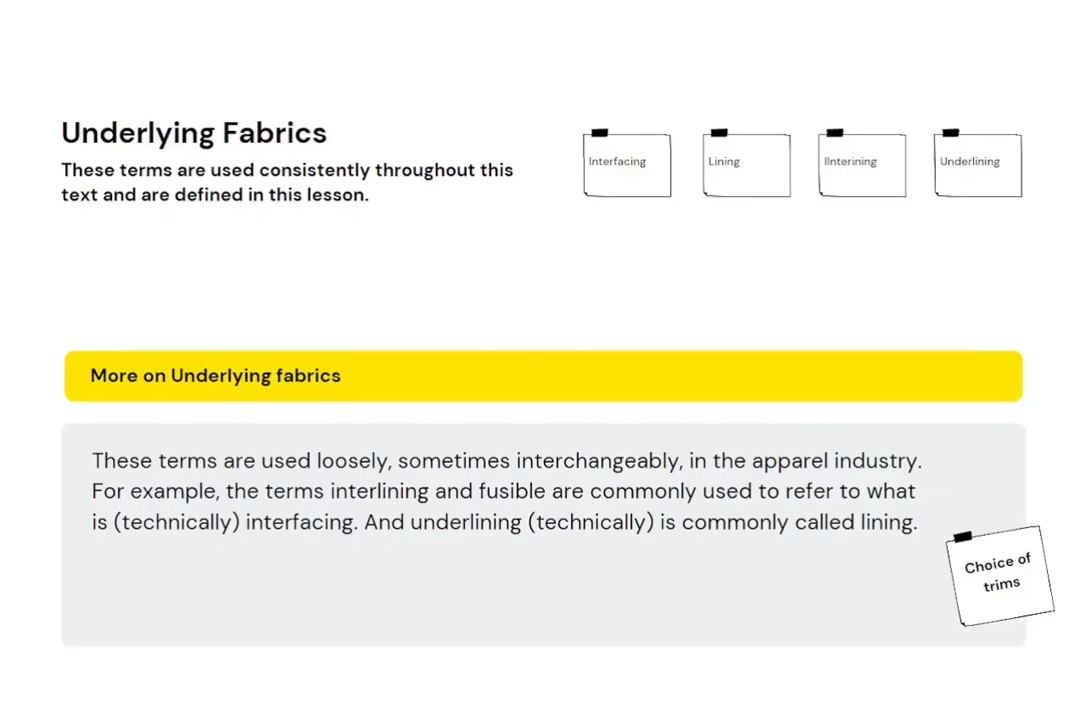 Underlying Fabrics
These terms are used consistently throughout this
text and are defined in this lesson.
Interfacing
Lining
IInterining
Underlining
More on Underlying fabrics
These terms are used loosely, sometimes interchangeably, in the apparel industry.
For example, the terms interlining and fusible are commonly used to refer to what
is (technically) interfacing. And underlining (technically) is commonly called lining.
Choice of
trims